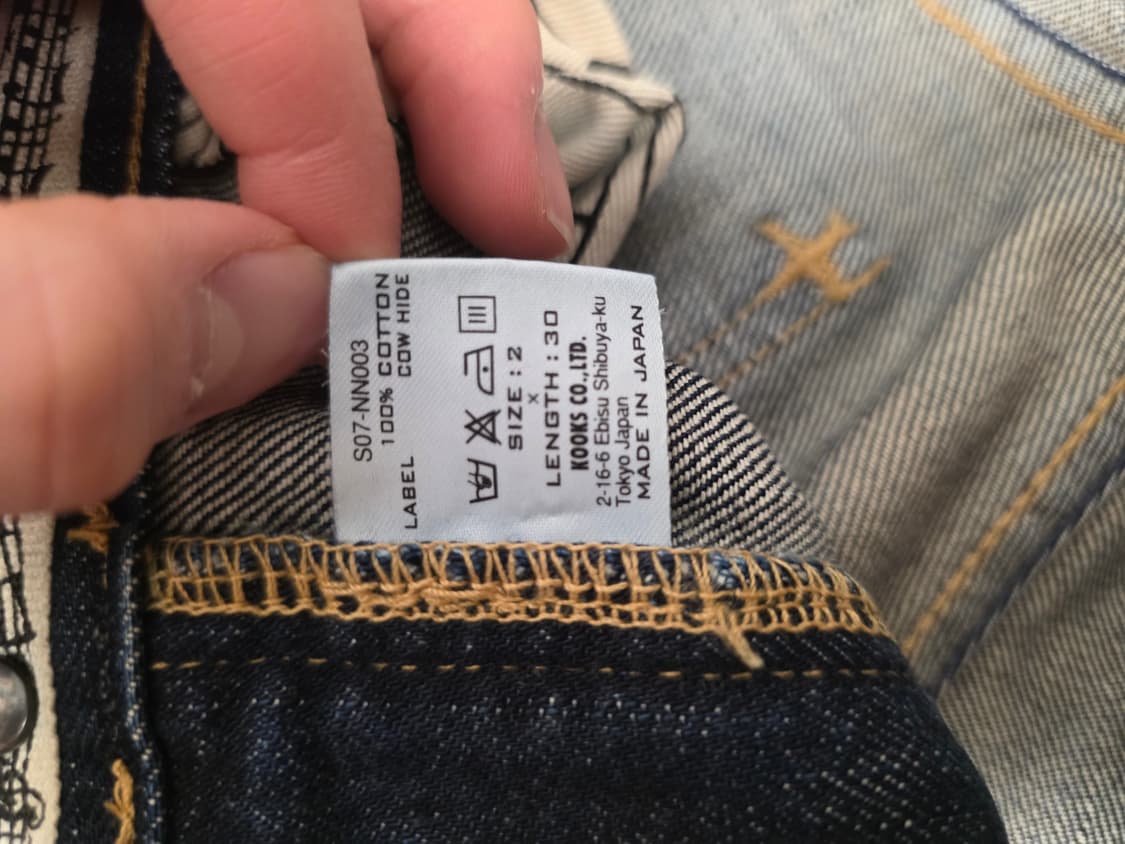 S07-NN003
100% COTTON
LABEL COW HIDE
SIZE : 2
×
LENGTH : 30
KOOKS CO.,LTD.
2-16-6 Ebisu Shibuya-ku
Tokyo Japan
MADE IN JAPAN